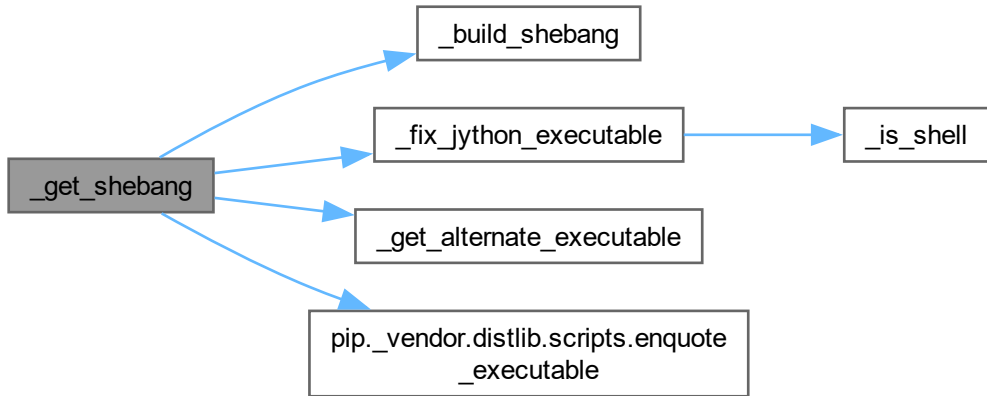 _build_shebang
_fix_jython_executable
_is_shell
_get_shebang
_get_alternate_executable
pip._vendor.distlib.scripts.enquote
_executable